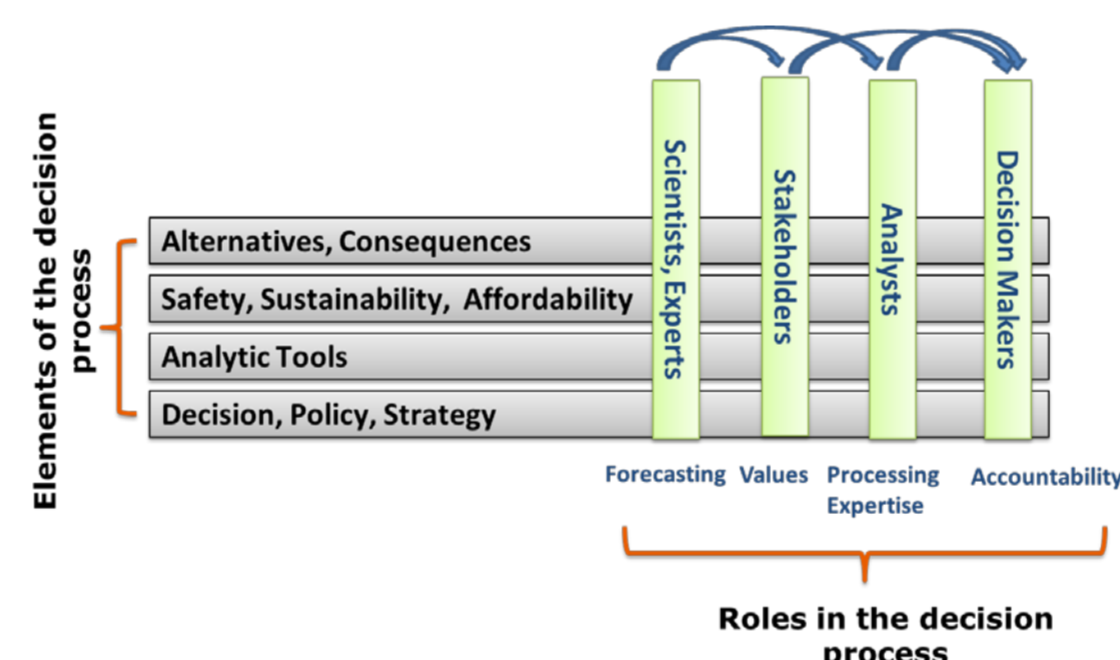 Elements of the decision
process
Alternatives, Consequences
Safety, Sustainability, Affordability
Analytic Tools
Decision, Policy, Strategy
Scientists, Experts
Stakeholders
Analysts
Decision Makers
Forecasting
Values
Processing
Expertise
Accountability
Roles in the decision
process